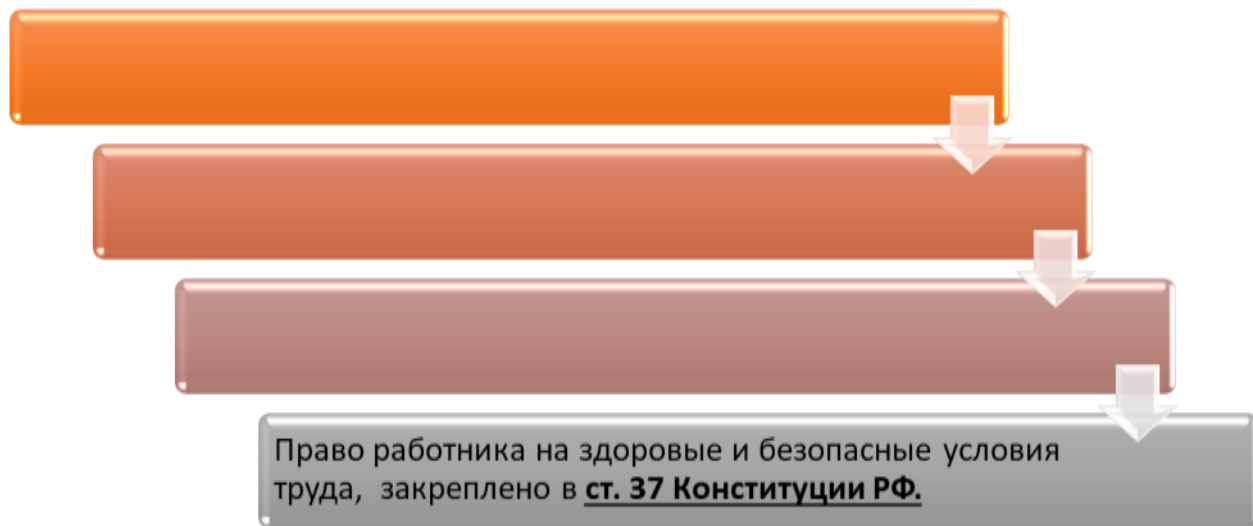 Право работника на здоровые и безопасные условия
труда, закреплено в ст. 37 Конституции РФ.